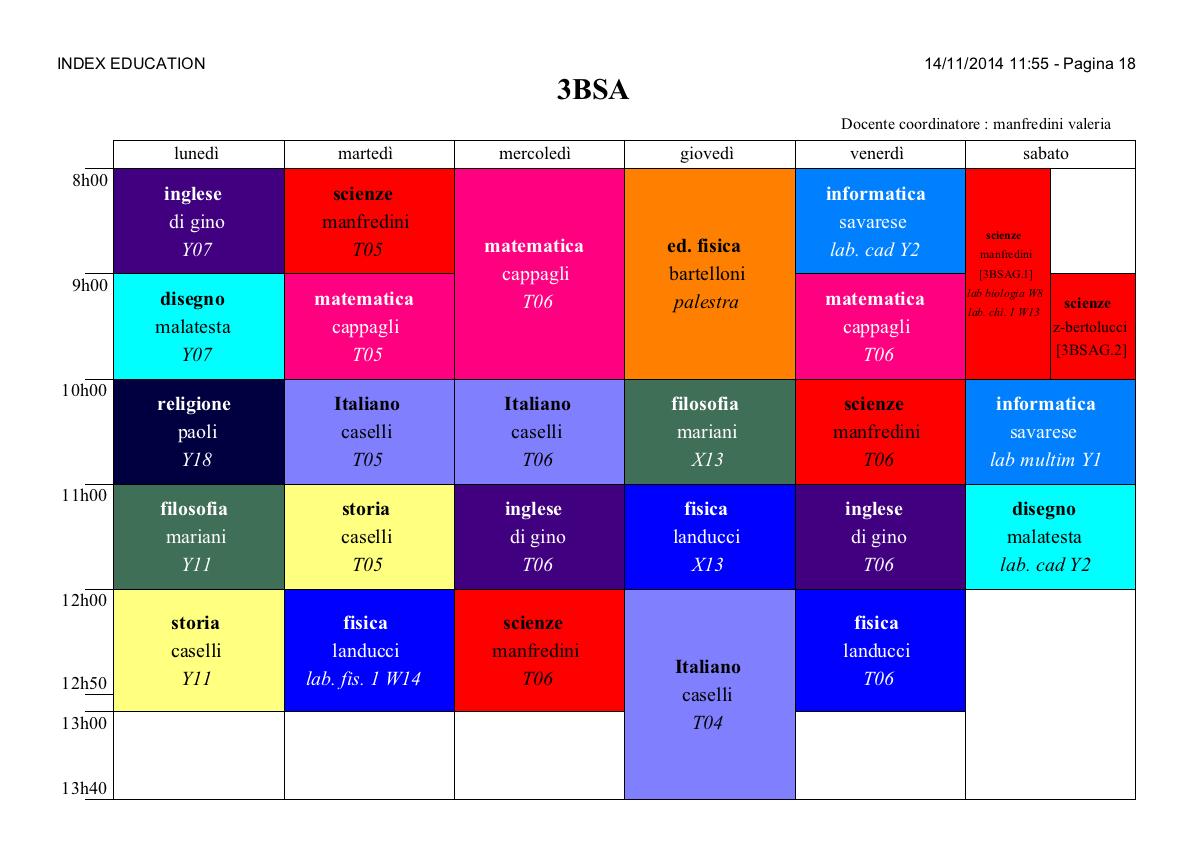 INDEX EDUCATION
14/11/2014 11:55 - Pagina 18
3BSA
Docente coordinatore : manfredini valeria
lunedì martedì mercoledì giovedì venerdì sabato
8h00
inglese
di gino
Y07
scienze
manfredini
T05
matematica
cappagli
T06
ed. fisica
bartelloni
palestra
informatica
savarese
lab. cad Y2
scienze
manfredini
[3BSAG.1]
lab biologia W8
lab. chi. 1 W13
9h00
disegno
malatesta
Y07
matematica
cappagli
T05
matematica
cappagli
T06
scienze
z-bertolucci
[3BSAG.2]
10h00
religione
paoli
Y18
Italiano
caselli
T05
Italiano
caselli
T06
filosofia
mariani
X13
scienze
manfredini
T06
informatica
savarese
lab multim Y1
11h00
filosofia
mariani
Y11
storia
caselli
T05
inglese
di gino
T06
fisica
landucci
X13
inglese
di gino
T06
disegno
malatesta
lab. cad Y2
12h00
storia
caselli
Y11
fisica
landucci
lab. fis. 1 W14
scienze
manfredini
T06
Italiano
caselli
T04
fisica
landucci
T06
12h50
13h00
13h40